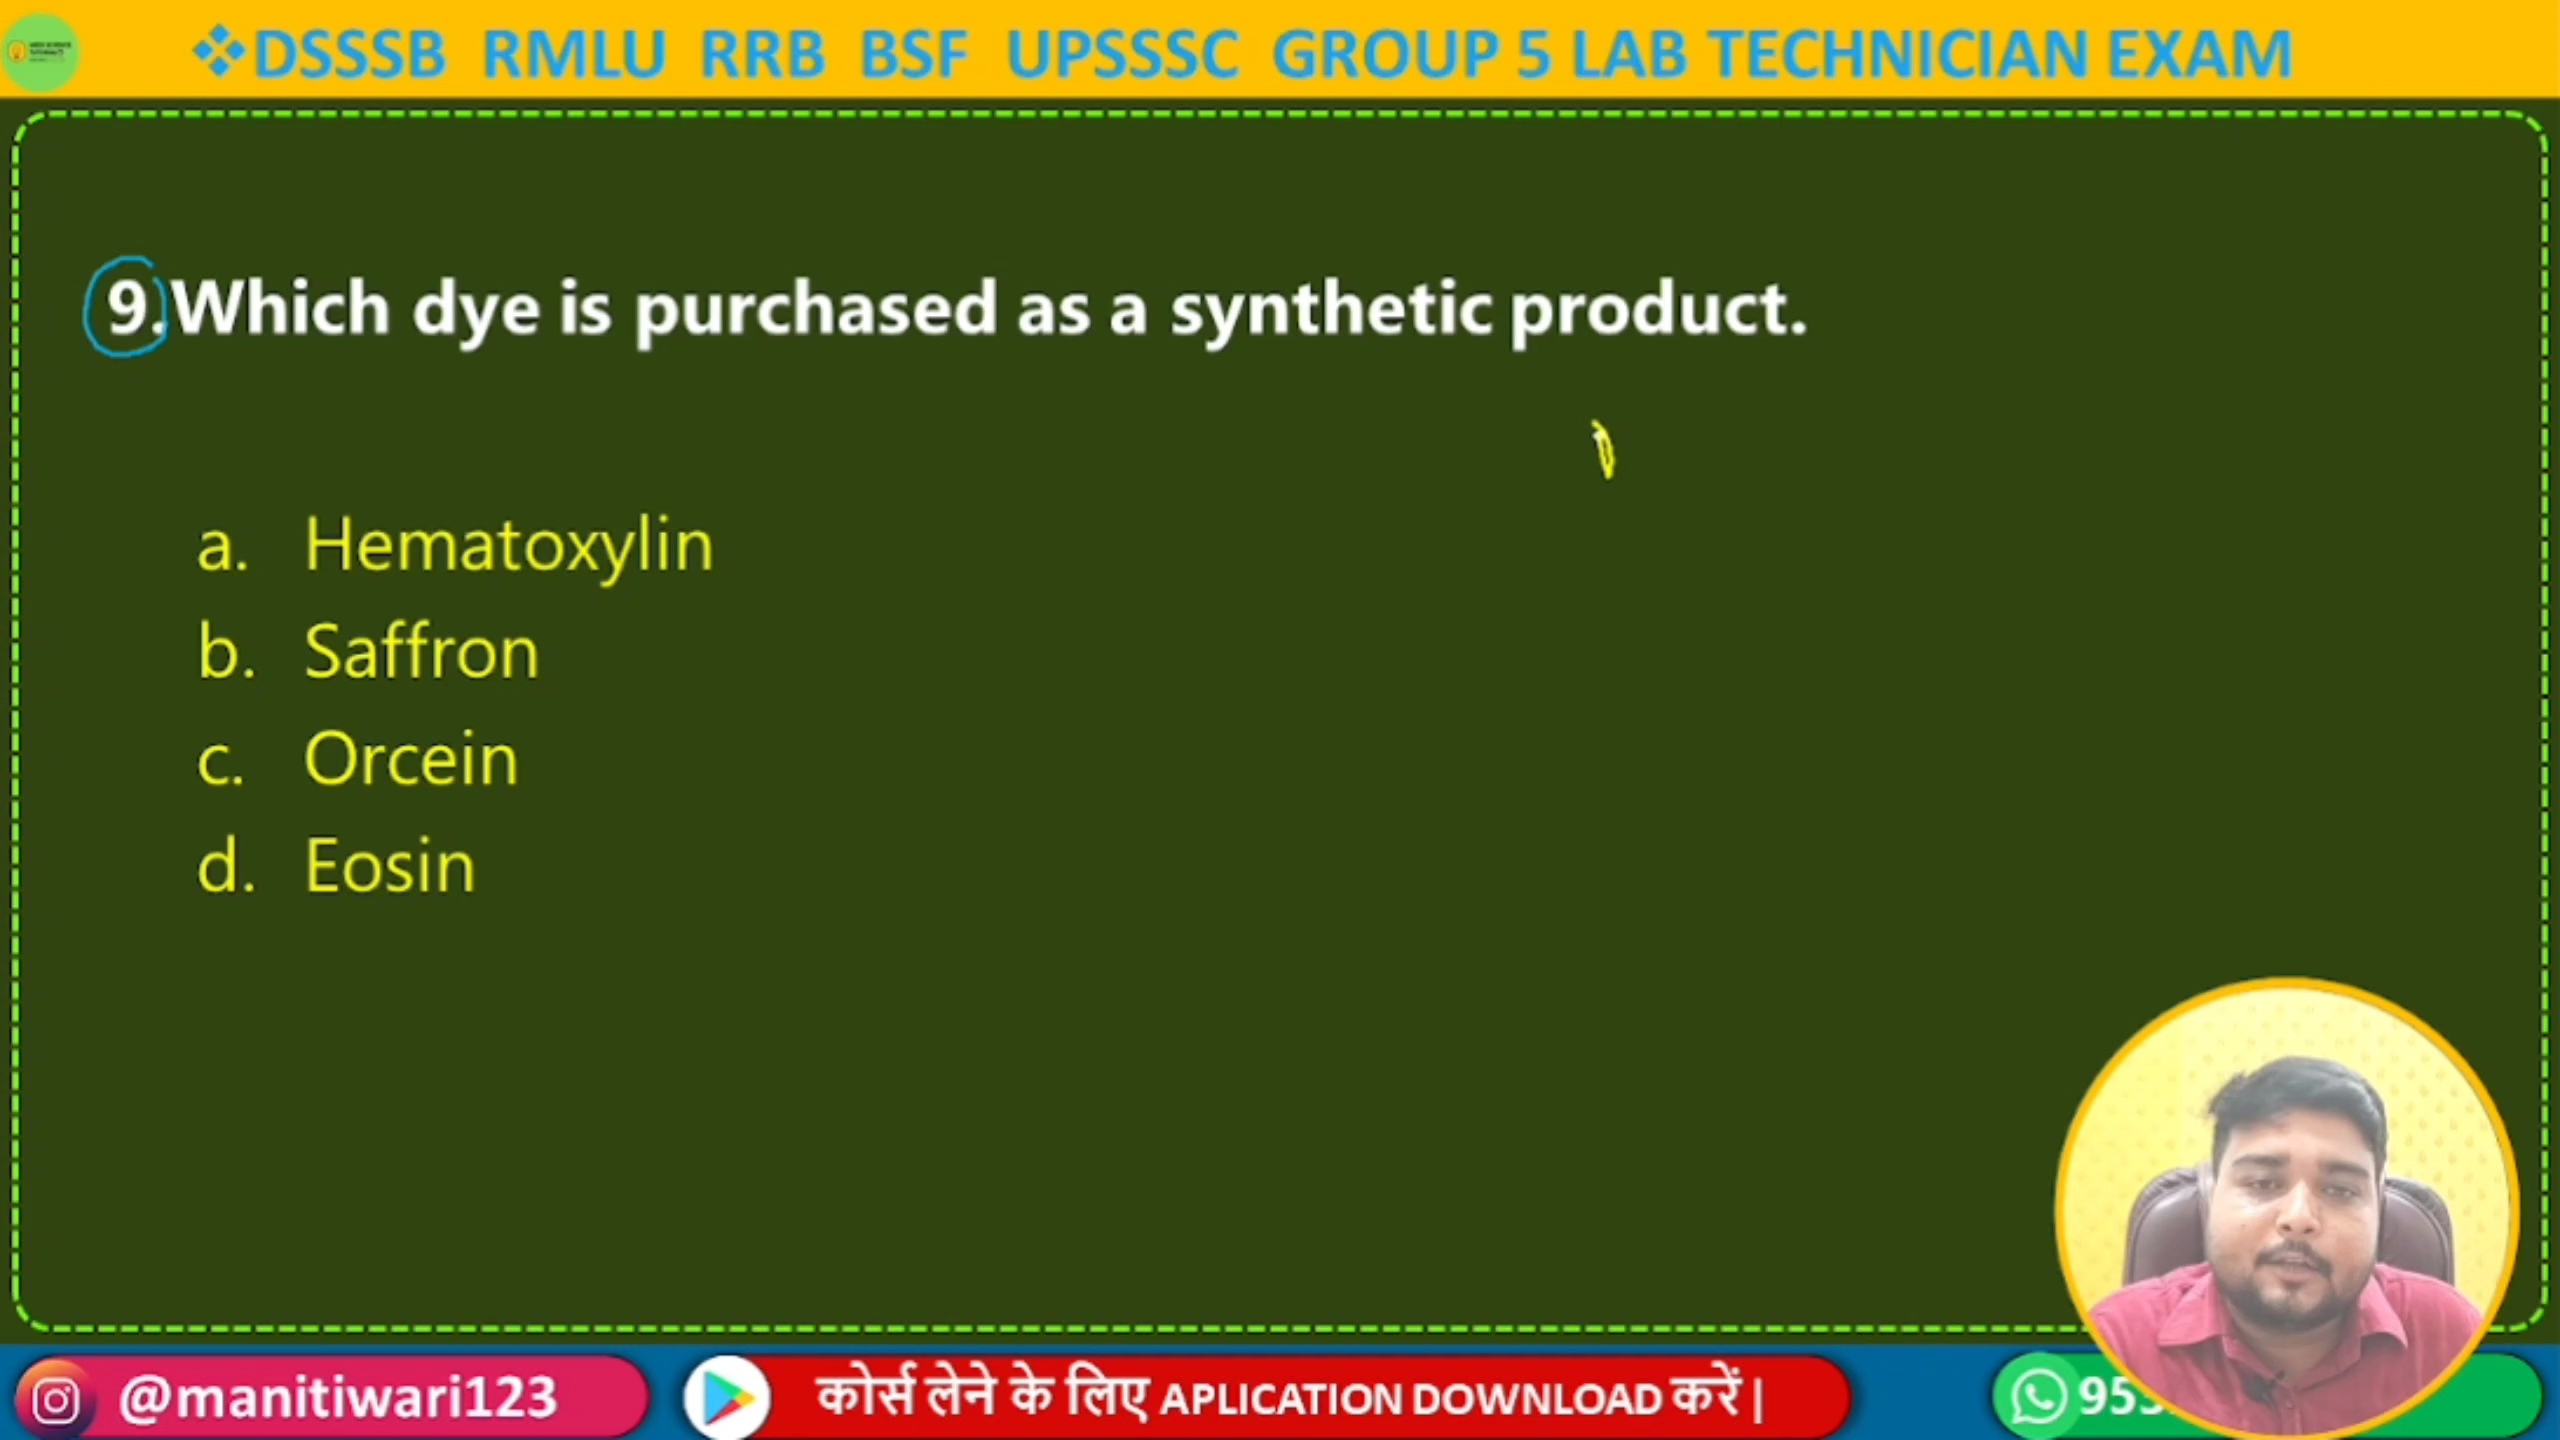 ❖DSSSB RMLU RRB BSF UPSSSC GROUP 5 LAB TECHNICIAN EXAM
9.Which dye is purchased as a synthetic product.
a. Hematoxylin
b. Saffron
c. Orcein
d. Eosin
@manitiwari123
कोर्स लेने के लिए APLICATION DOWNLOAD करें |